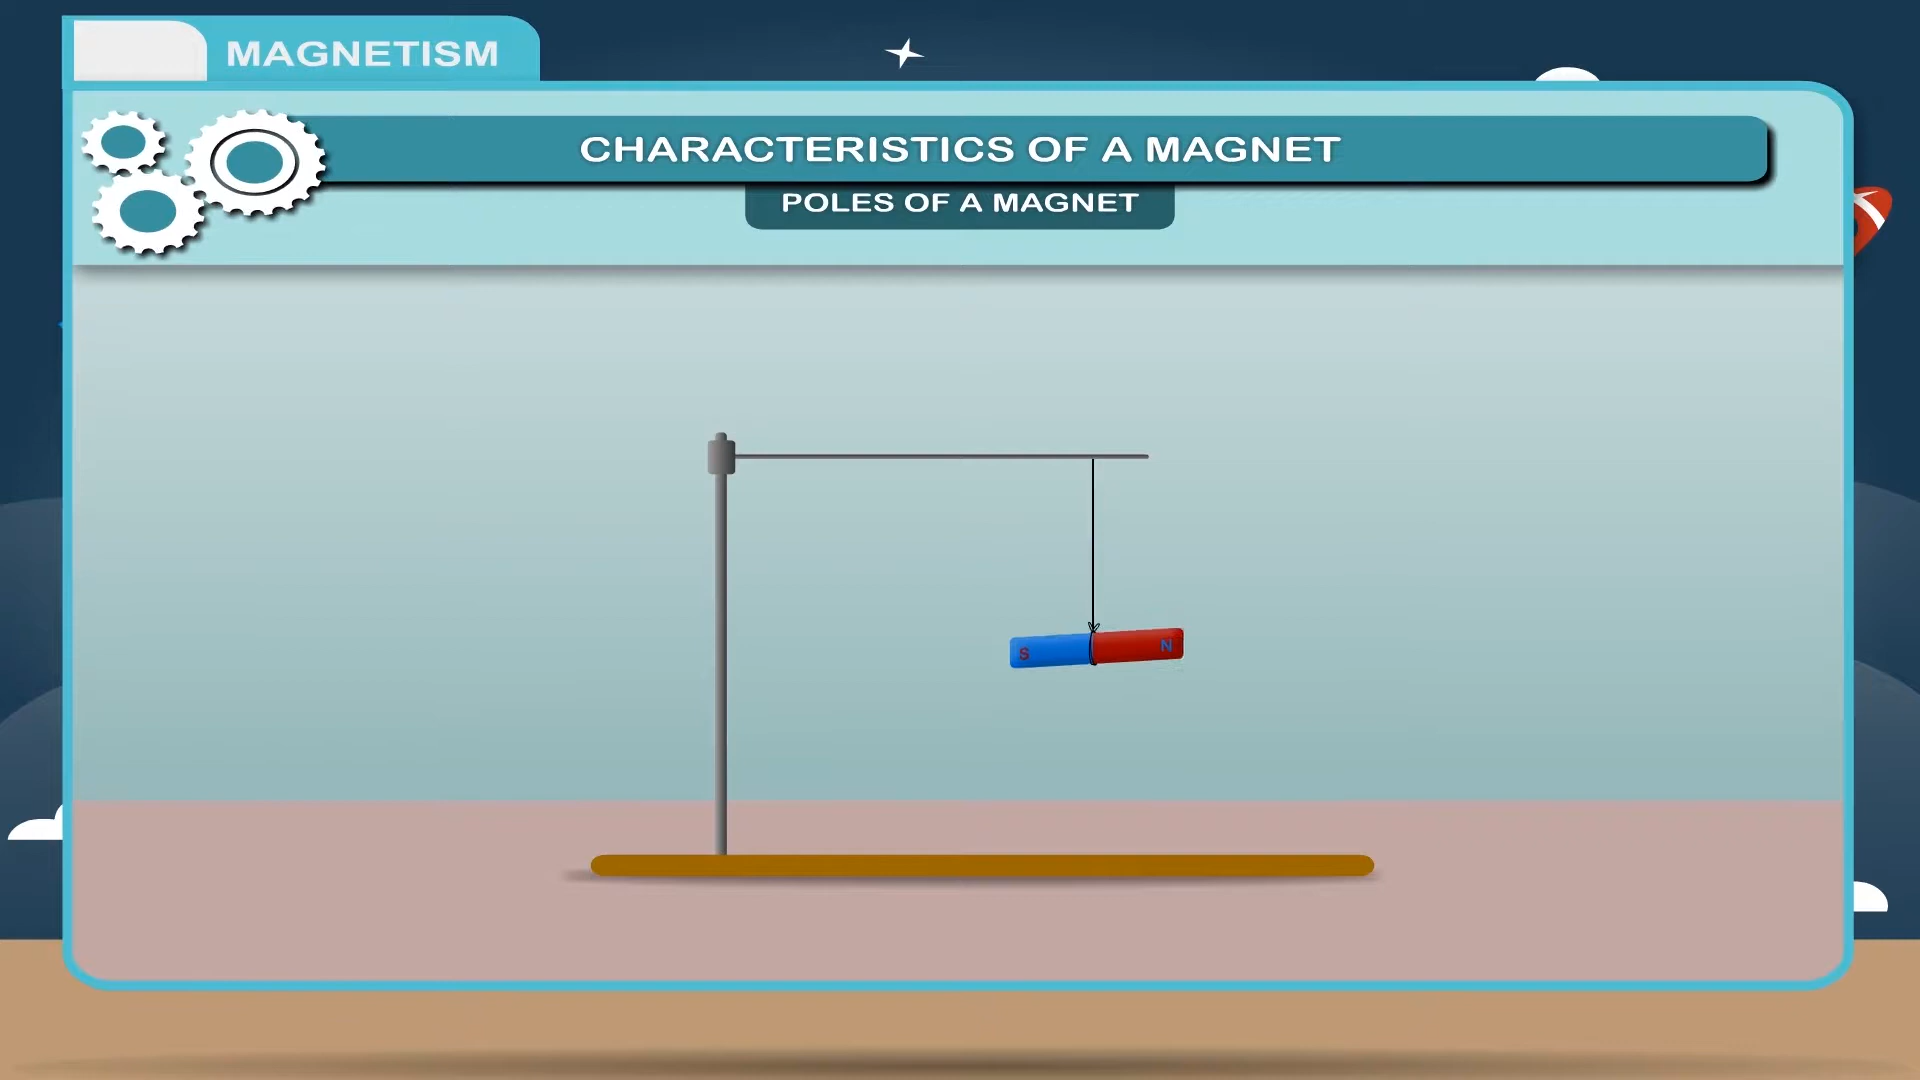 MAGNETISM
CHARACTERISTICS OF A MAGNET
POLES OF A MAGNET
S
N